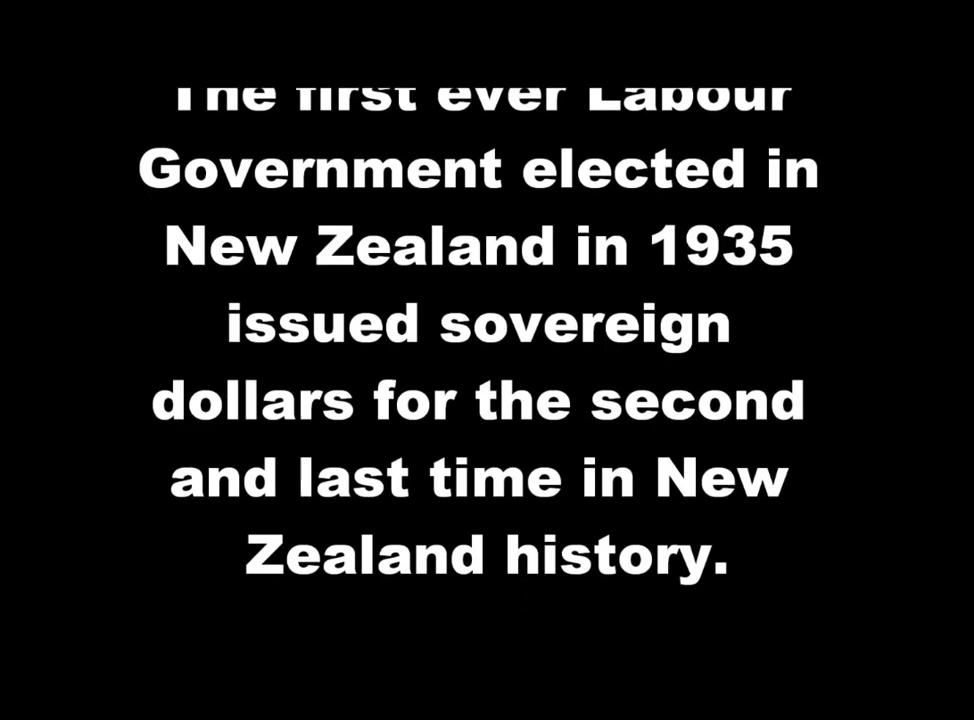 The first ever Labour
Government elected in
New Zealand in 1935
issued sovereign
dollars for the second
and last time in New
Zealand history.